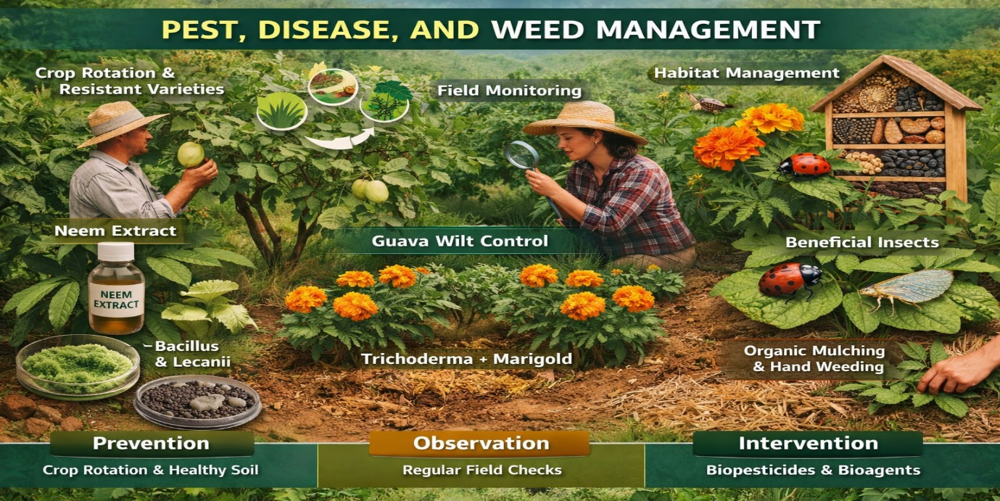 PEST, DISEASE, AND WEED MANAGEMENT
Crop Rotation &
Resistant Varieties
Field Monitoring
Habitat Management
Neem Extract
Guava Wilt Control
Beneficial Insects
NEEM
EXTRACT
Bacillus
& Lecanii
Trichoderma + Marigold
Organic Mulching
& Hand Weeding
Prevention
Crop Rotation & Healthy Soil
Observation
Regular Field Checks
Intervention
Biopesticides & Bioagents